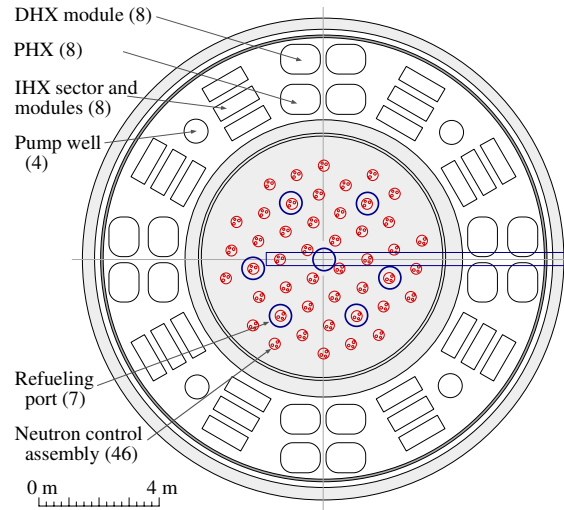 DHX module (8)
PHX (8)
IHX sector and
modules (8)
Pump well
(4)
Refueling
port (7)
Neutron control
assembly (46)
0 m 4 m